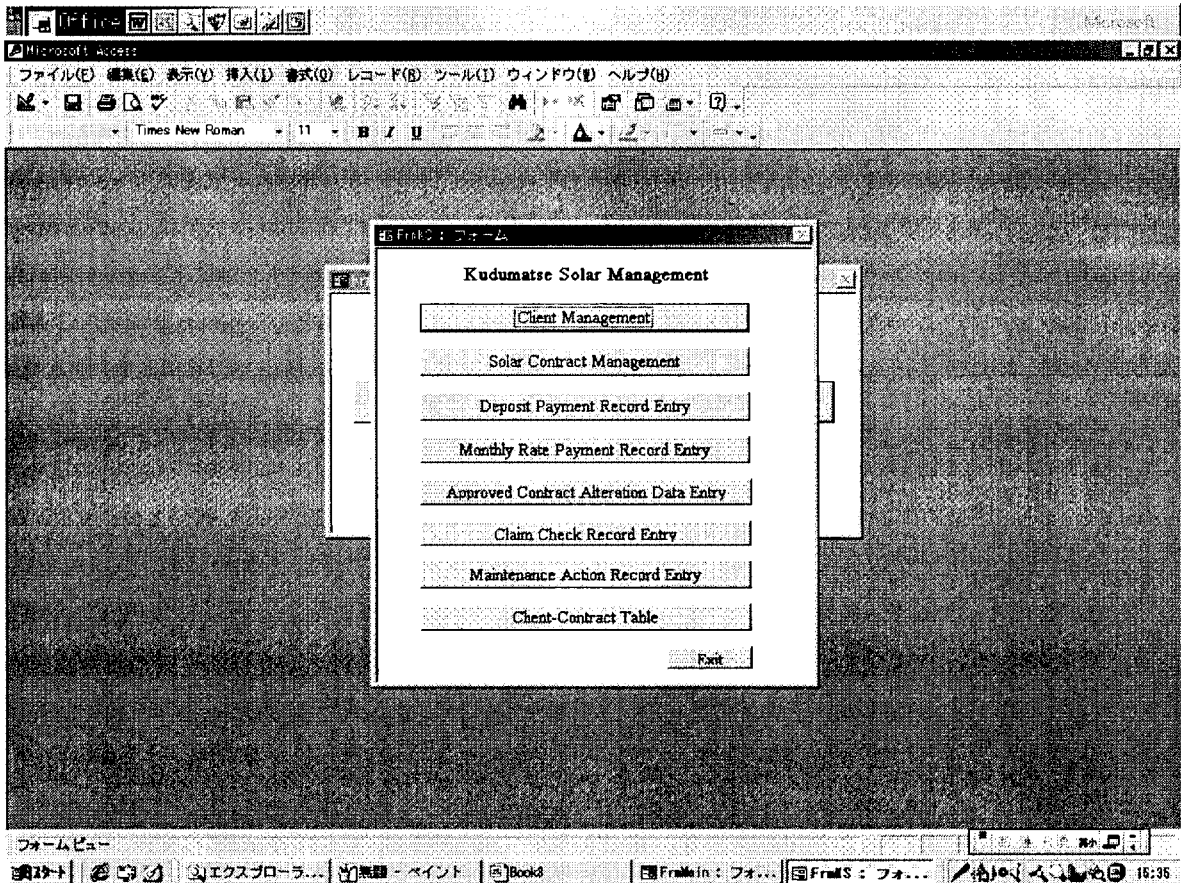 Office
Microsoft
Microsoft Access
ファイル(F) 編集(E) 表示(V) 挿入(I) 書式(O) レコード(R) ツール(T) ウィンドウ(W) ヘルプ(H)
Times New Roman 11 B I U
FrmKS : フォーム
Kudumatse Solar Management
Client Management
Solar Contract Management
Deposit Payment Record Entry
Monthly Rate Payment Record Entry
Approved Contract Alteration Data Entry
Claim Check Record Entry
Maintenance Action Record Entry
Client-Contract Table
Exit
フォームビュー
スタート エクスプローラ... 無題 - ペイント Book3 FrmMain : フォ... FrmMS : フォ... 15:35